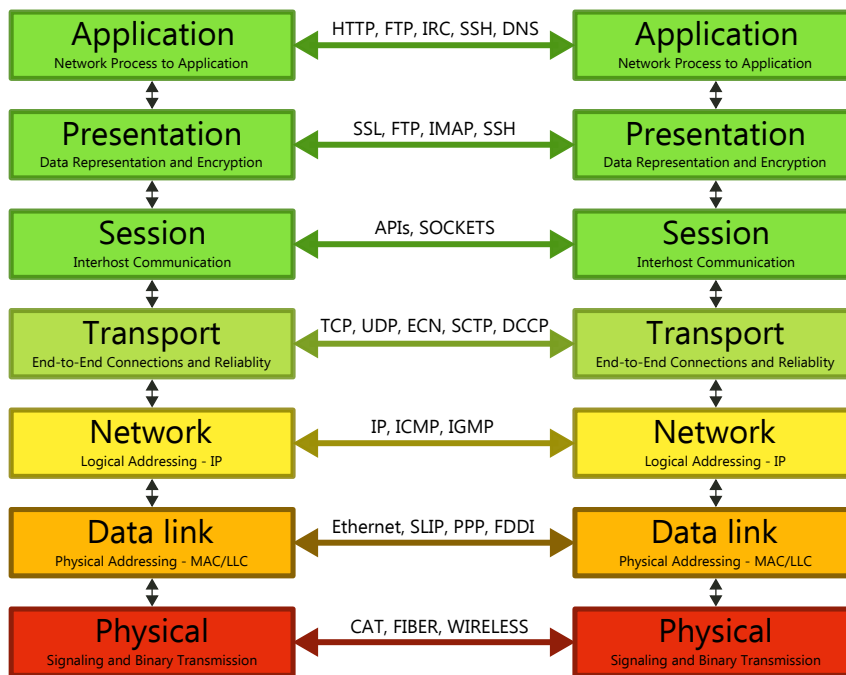 Application
Network Process to Application
HTTP, FTP, IRC, SSH, DNS
Application
Network Process to Application
Presentation
Data Representation and Encryption
SSL, FTP, IMAP, SSH
Presentation
Data Representation and Encryption
Session
Interhost Communication
APIs, SOCKETS
Session
Interhost Communication
Transport
End-to-End Connections and Reliablity
TCP, UDP, ECN, SCTP, DCCP
Transport
End-to-End Connections and Reliablity
Network
Logical Addressing - IP
IP, ICMP, IGMP
Network
Logical Addressing - IP
Data link
Physical Addressing - MAC/LLC
Ethernet, SLIP, PPP, FDDI
Data link
Physical Addressing - MAC/LLC
Physical
Signaling and Binary Transmission
CAT, FIBER, WIRELESS
Physical
Signaling and Binary Transmission